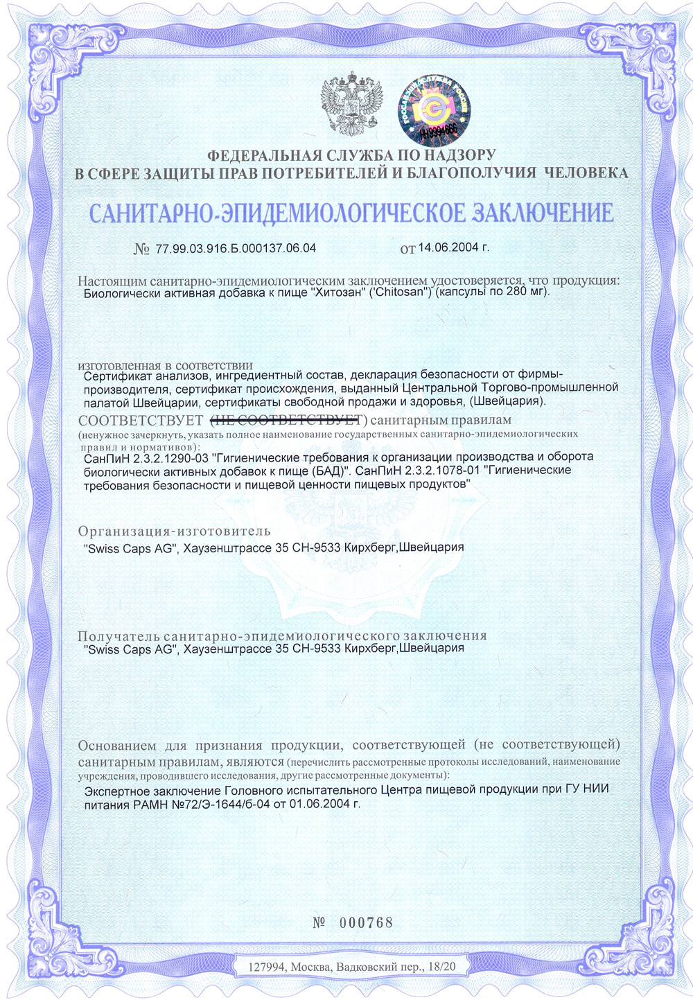 ГОССАНЭПИДСЛУЖБА РОССИИ
ФЕДЕРАЛЬНАЯ СЛУЖБА ПО НАДЗОРУ
В СФЕРЕ ЗАЩИТЫ ПРАВ ПОТРЕБИТЕЛЕЙ И БЛАГОПОЛУЧИЯ ЧЕЛОВЕКА
САНИТАРНО-ЭПИДЕМИОЛОГИЧЕСКОЕ ЗАКЛЮЧЕНИЕ
№ 77.99.03.916.Б.000137.06.04 от 14.06.2004 г.
Настоящим санитарно-эпидемиологическим заключением удостоверяется, что продукция:
Биологически активная добавка к пище "Хитозан" ('Chitosan") (капсулы по 280 мг).
изготовленная в соответствии
Сертификат анализов, ингредиентный состав, декларация безопасности от фирмы-
производителя, сертификат происхождения, выданный Центральной Торгово-промышленной
палатой Швейцарии, сертификаты свободной продажи и здоровья, (Швейцария).
СООТВЕТСТВУЕТ (НЕ СООТВЕТСТВУЕТ) санитарным правилам
(ненужное зачеркнуть, указать полное наименование государственных санитарно-эпидемиологических
правил и нормативов):
СанПиН 2.3.2.1290-03 "Гигиенические требования к организации производства и оборота
биологически активных добавок к пище (БАД)". СанПиН 2.3.2.1078-01 "Гигиенические
требования безопасности и пищевой ценности пищевых продуктов"
Организация-изготовитель
"Swiss Caps AG", Хаузенштрассе 35 CH-9533 Кирхберг,Швейцария
Получатель санитарно-эпидемиологического заключения
"Swiss Caps AG", Хаузенштрассе 35 CH-9533 Кирхберг,Швейцария
Основанием для признания продукции, соответствующей (не соответствующей)
санитарным правилам, являются (перечислить рассмотренные протоколы исследований, наименование
учреждения, проводившего исследования, другие рассмотренные документы):
Экспертное заключение Головного испытательного Центра пищевой продукции при ГУ НИИ
питания РАМН №72/Э-1644/б-04 от 01.06.2004 г.
№ 000768
127994, Москва, Вадковский пер., 18/20